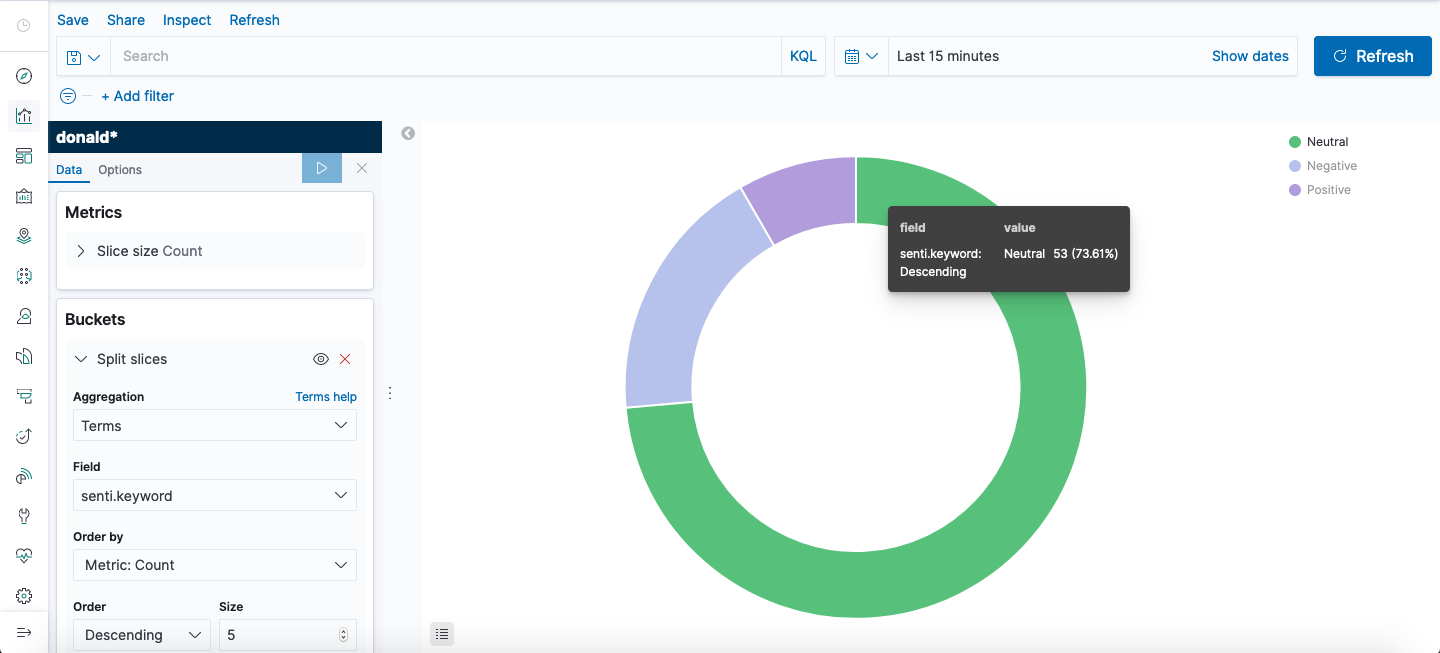 Save Share Inspect Refresh
Search KQL Last 15 minutes Show dates Refresh
+ Add filter
donald*
Data Options
Metrics
Slice size Count
Buckets
Split slices
Aggregation Terms help
Terms
Field
senti.keyword
Order by
Metric: Count
Order Size
Descending 5
Neutral
Negative
Positive
field value
senti.keyword: Neutral 53 (73.61%)
Descending